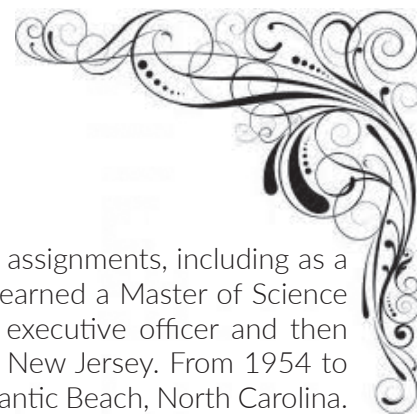 assignments, including as a
earned a Master of Science
executive officer and then
New Jersey. From 1954 to
antic Beach, North Carolina.